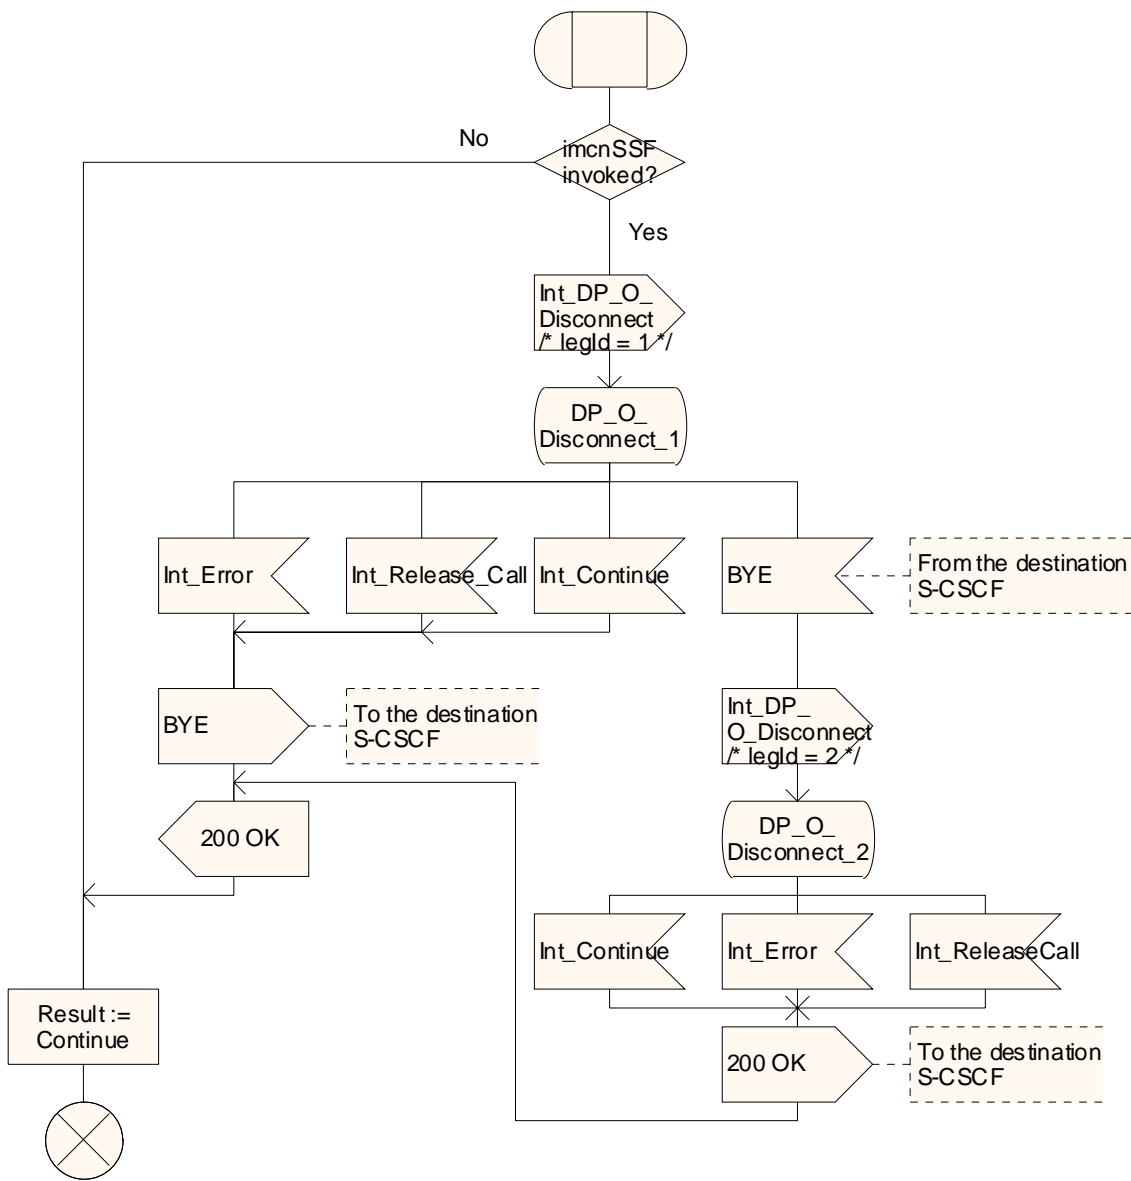 No
imcnSSF
invoked?
Yes
Int_DP_O_
Disconnect
/* legId = 1 */
DP_O_
Disconnect_1
Int_Error
Int_Release_Call
Int_Continue
BYE
From the destination
S-CSCF
BYE
To the destination
S-CSCF
Int_DP_
O_Disconnect
/* legId = 2 */
200 OK
DP_O_
Disconnect_2
Int_Continue
Int_Error
Int_ReleaseCall
Result :=
Continue
200 OK
To the destination
S-CSCF